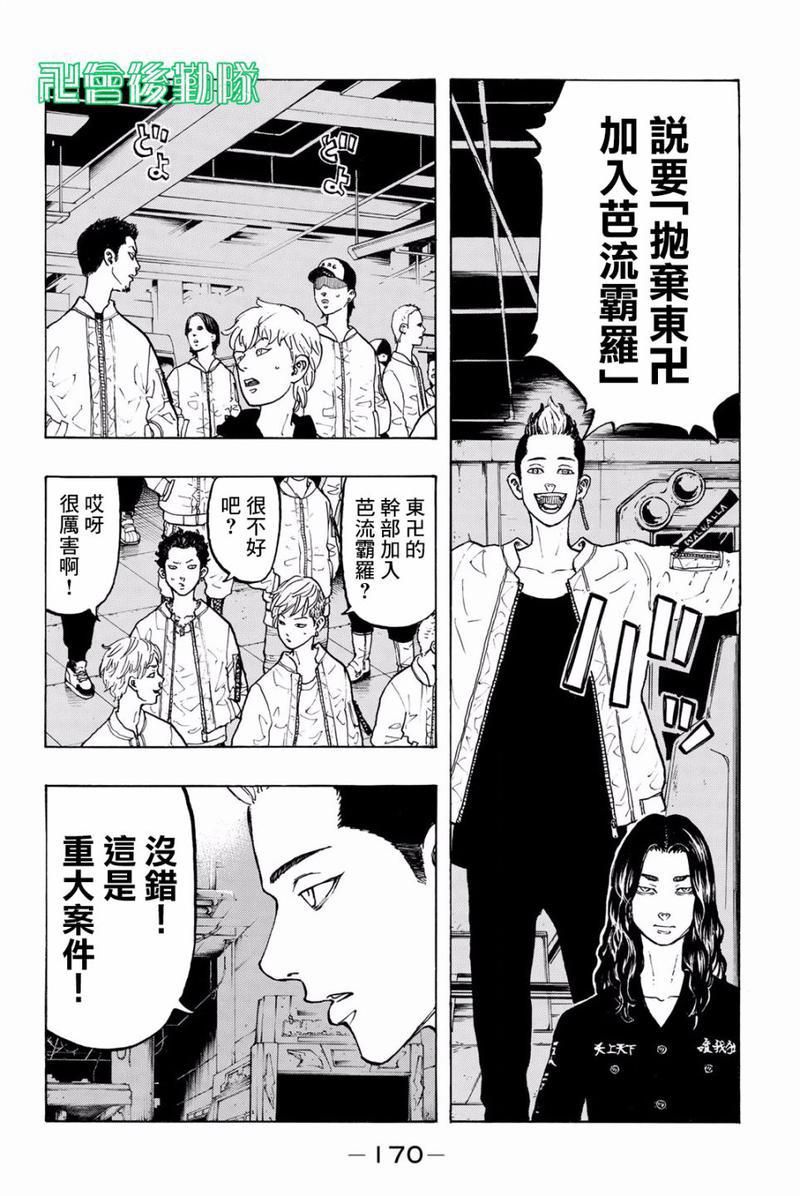 卍會後勤隊
說要「拋棄東卍
加入芭流霸羅」
WALHALLA
天上天下
唯我独
どよ
どよ
東卍的
幹部加入
芭流霸羅?
很不好
吧?
哎呀
很厲害啊!
沒錯!
這是
重大案件!
—170—